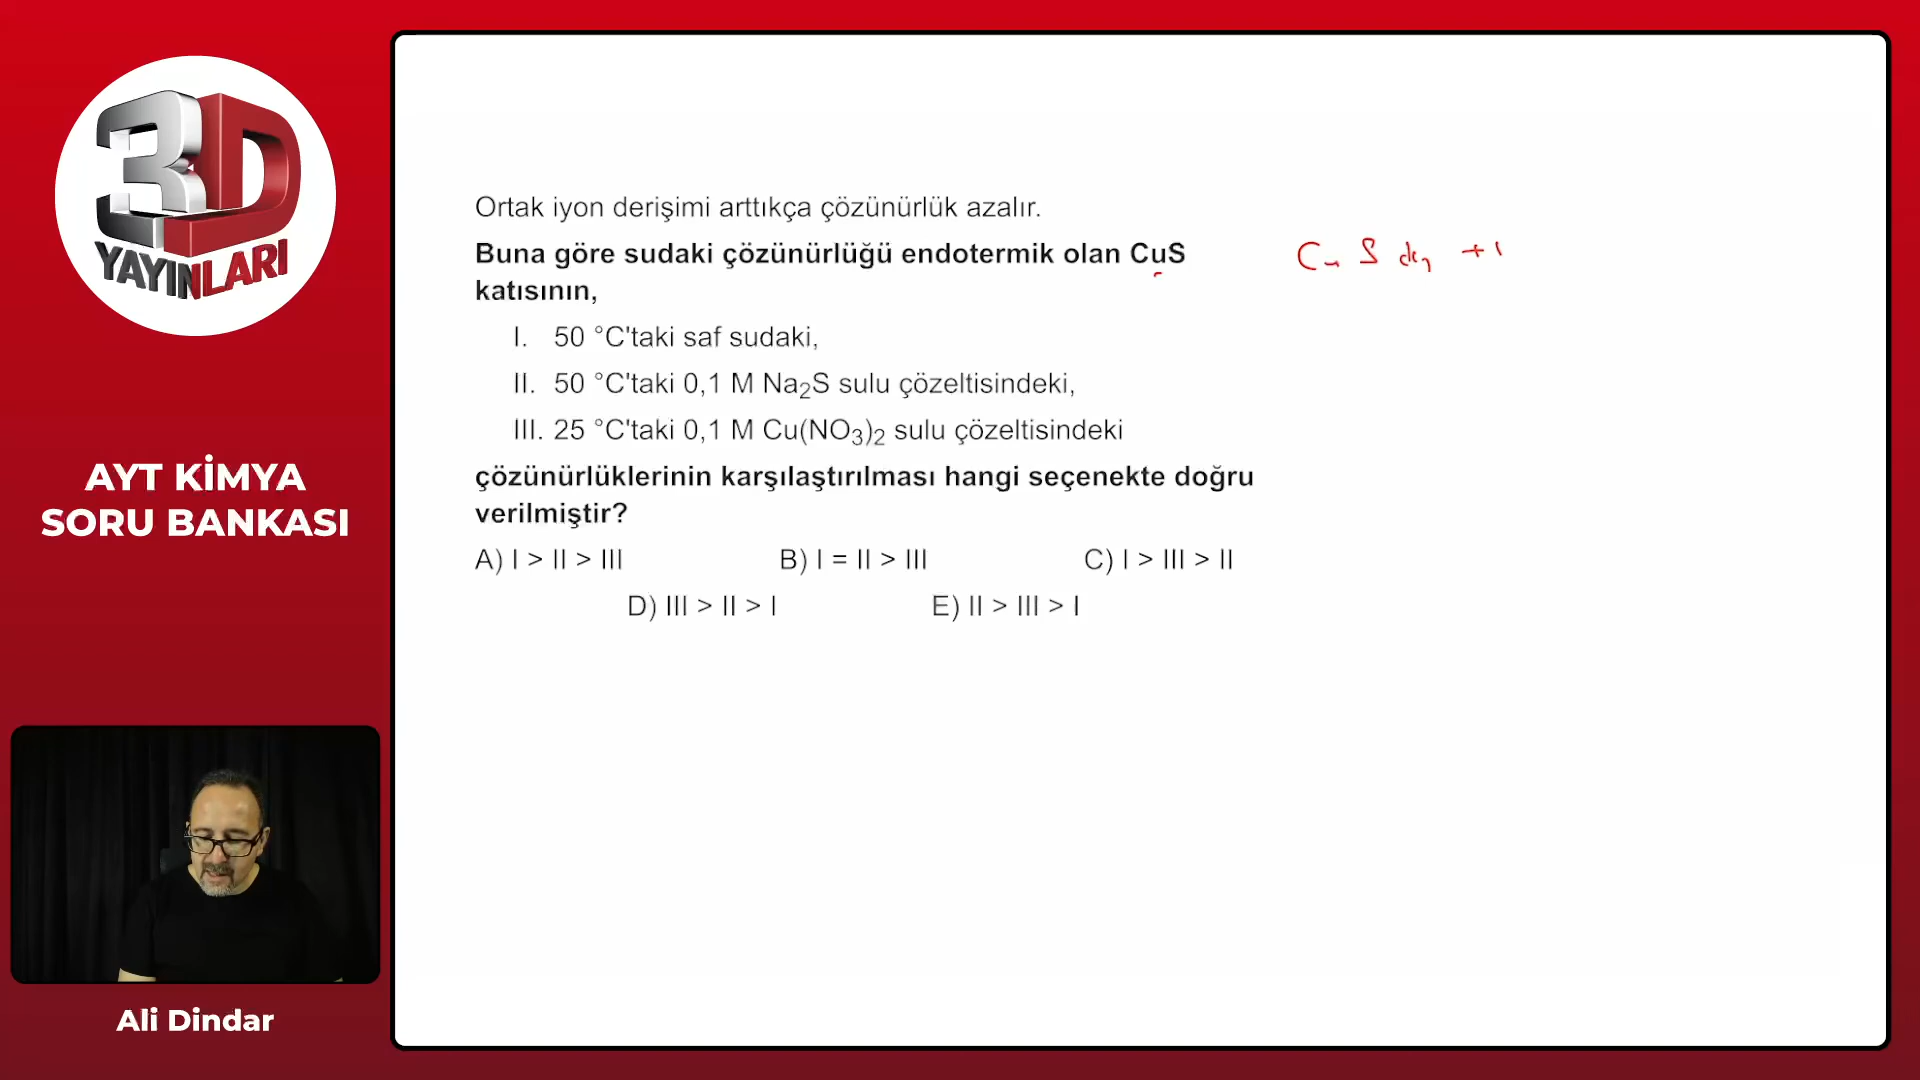 3D
YAYINLARI
AYT KİMYA
SORU BANKASI
Ali Dindar
Ortak iyon derişimi arttıkça çözünürlük azalır.
Buna göre sudaki çözünürlüğü endotermik olan CuS
katısının,
I. 50 °C'taki saf sudaki,
II. 50 °C'taki 0,1 M Na₂S sulu çözeltisindeki,
III. 25 °C'taki 0,1 M Cu(NO₃)₂ sulu çözeltisindeki
çözünürlüklerinin karşılaştırılması hangi seçenekte doğru
verilmiştir?
A) I > II > III B) I = II > III C) I > III > II
D) III > II > I E) II > III > I
CuS +